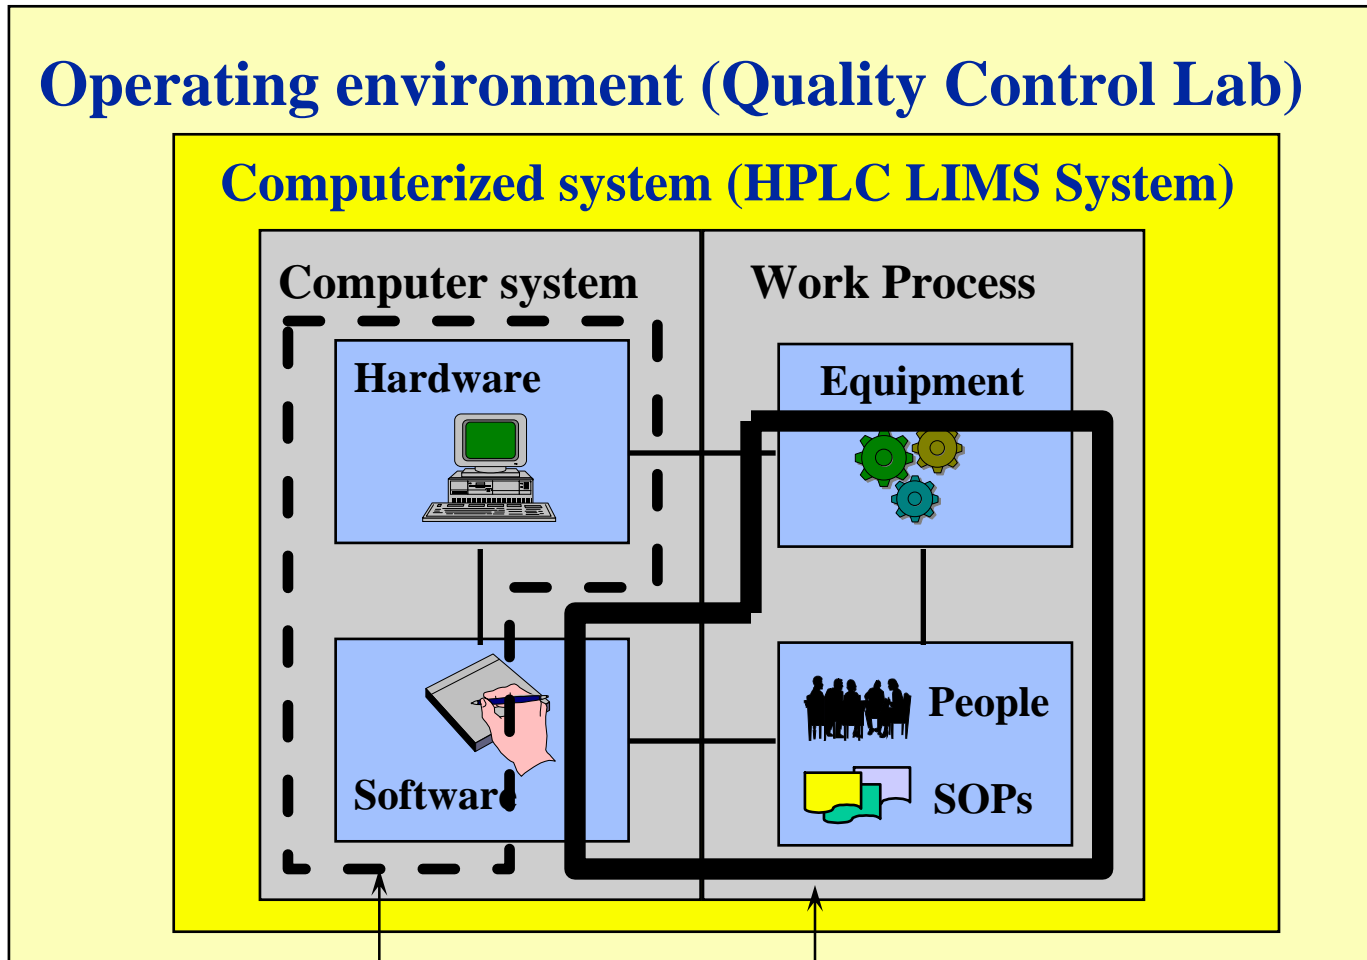 Operating environment (Quality Control Lab)
Computerized system (HPLC LIMS System)
Computer system
Work Process
Hardware
Equipment
Software
People
SOPs